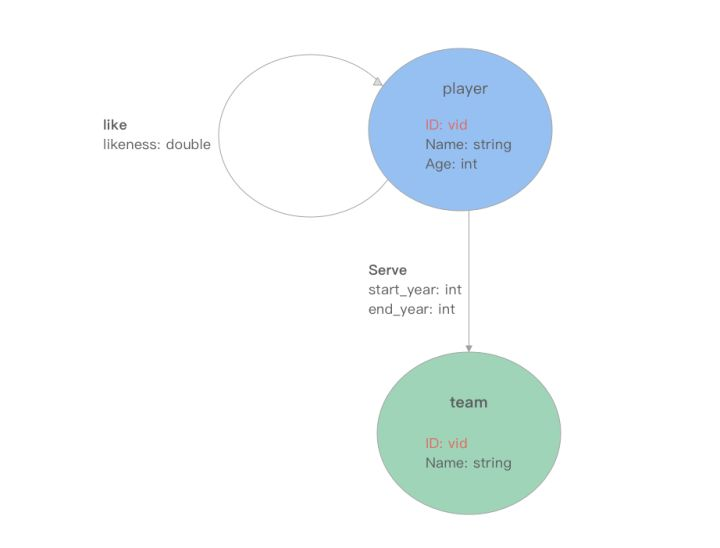 player
ID: vid
Name: string
Age: int
like
likeness: double
Serve
start_year: int
end_year: int
team
ID: vid
Name: string